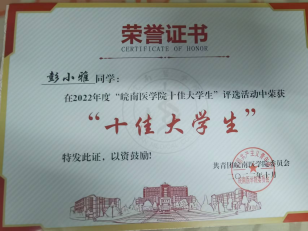 荣誉证书
CERTIFICATE OF HONOR
彭小雅 同学:
在2022年度“皖南医学院十佳大学生”评选活动中荣获
“十佳大学生”
特发此证,以资鼓励!
共青团皖南医学院委员会
十月